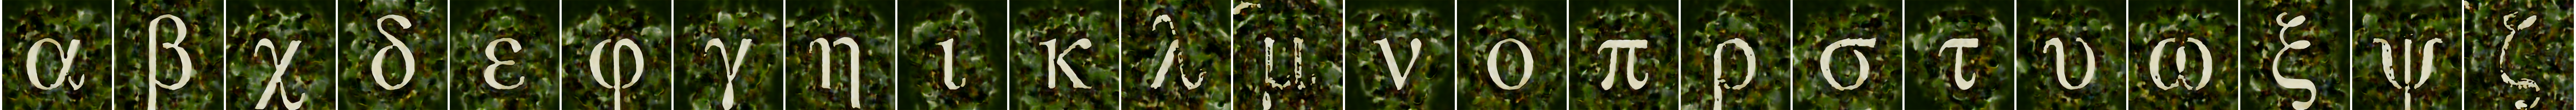 α β χ δ ε φ γ η ι κ λ μ ν ο π ρ σ τ υ ω ξ ψ ζ